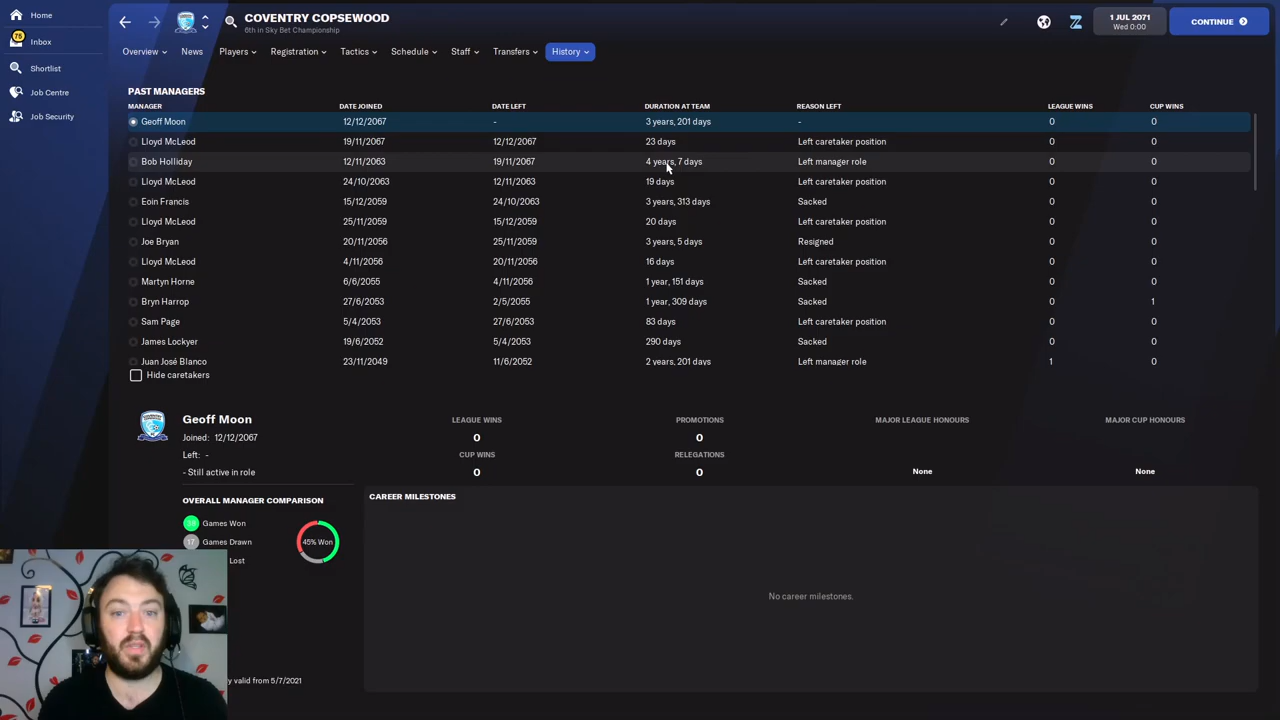 Home
75
Inbox
Shortlist
Job Centre
Job Security
COVENTRY COPSEWOOD
6th in Sky Bet Championship
1 JUL 2071
Wed 0:00
CONTINUE
Overview News Players Registration Tactics Schedule Staff Transfers History
PAST MANAGERS
MANAGER DATE JOINED DATE LEFT DURATION AT TEAM REASON LEFT LEAGUE WINS CUP WINS
Geoff Moon 12/12/2067 - 3 years, 201 days - 0 0
Lloyd McLeod 19/11/2067 12/12/2067 23 days Left caretaker position 0 0
Bob Holliday 12/11/2063 19/11/2067 4 years, 7 days Left manager role 0 0
Lloyd McLeod 24/10/2063 12/11/2063 19 days Left caretaker position 0 0
Eoin Francis 15/12/2059 24/10/2063 3 years, 313 days Sacked 0 0
Lloyd McLeod 25/11/2059 15/12/2059 20 days Left caretaker position 0 0
Joe Bryan 20/11/2056 25/11/2059 3 years, 5 days Resigned 0 0
Lloyd McLeod 4/11/2056 20/11/2056 16 days Left caretaker position 0 0
Martyn Horne 6/6/2055 4/11/2056 1 year, 151 days Sacked 0 0
Bryn Harrop 27/6/2053 2/5/2055 1 year, 309 days Sacked 0 1
Sam Page 5/4/2053 27/6/2053 83 days Left caretaker position 0 0
James Lockyer 19/6/2052 5/4/2053 290 days Sacked 0 0
Juan José Blanco 23/11/2049 11/6/2052 2 years, 201 days Left manager role 1 0
Hide caretakers
Geoff Moon
Joined: 12/12/2067
Left: -
- Still active in role
LEAGUE WINS PROMOTIONS MAJOR LEAGUE HONOURS MAJOR CUP HONOURS
0 0
CUP WINS RELEGATIONS
0 0 None None
OVERALL MANAGER COMPARISON
Games Won
17 Games Drawn
Lost
45% Won
CAREER MILESTONES
No career milestones.
y valid from 5/7/2021